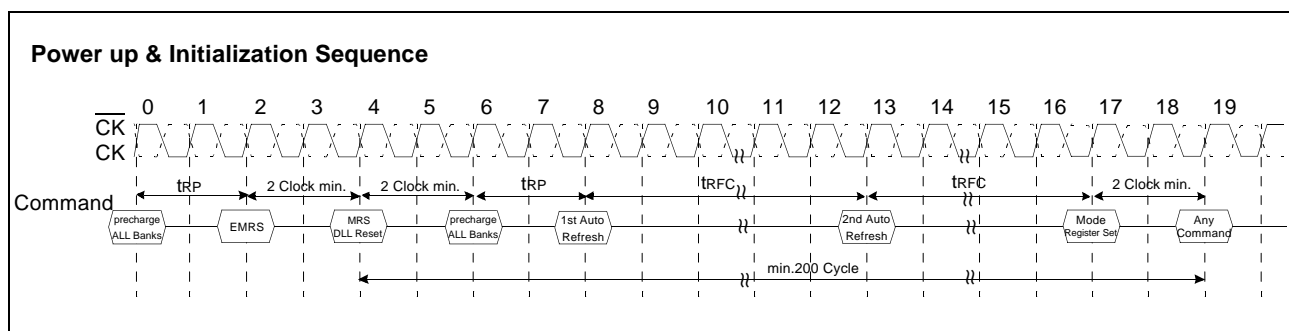 Power up & Initialization Sequence
0 1 2 3 4 5 6 7 8 9 10 11 12 13 14 15 16 17 18 19
CK
CK
tRP 2 Clock min. 2 Clock min. tRP tRFC tRFC 2 Clock min.
Command
precharge
ALL Banks
EMRS
MRS
DLL Reset
precharge
ALL Banks
1st Auto
Refresh
2nd Auto
Refresh
Mode
Register Set
Any
Command
min.200 Cycle